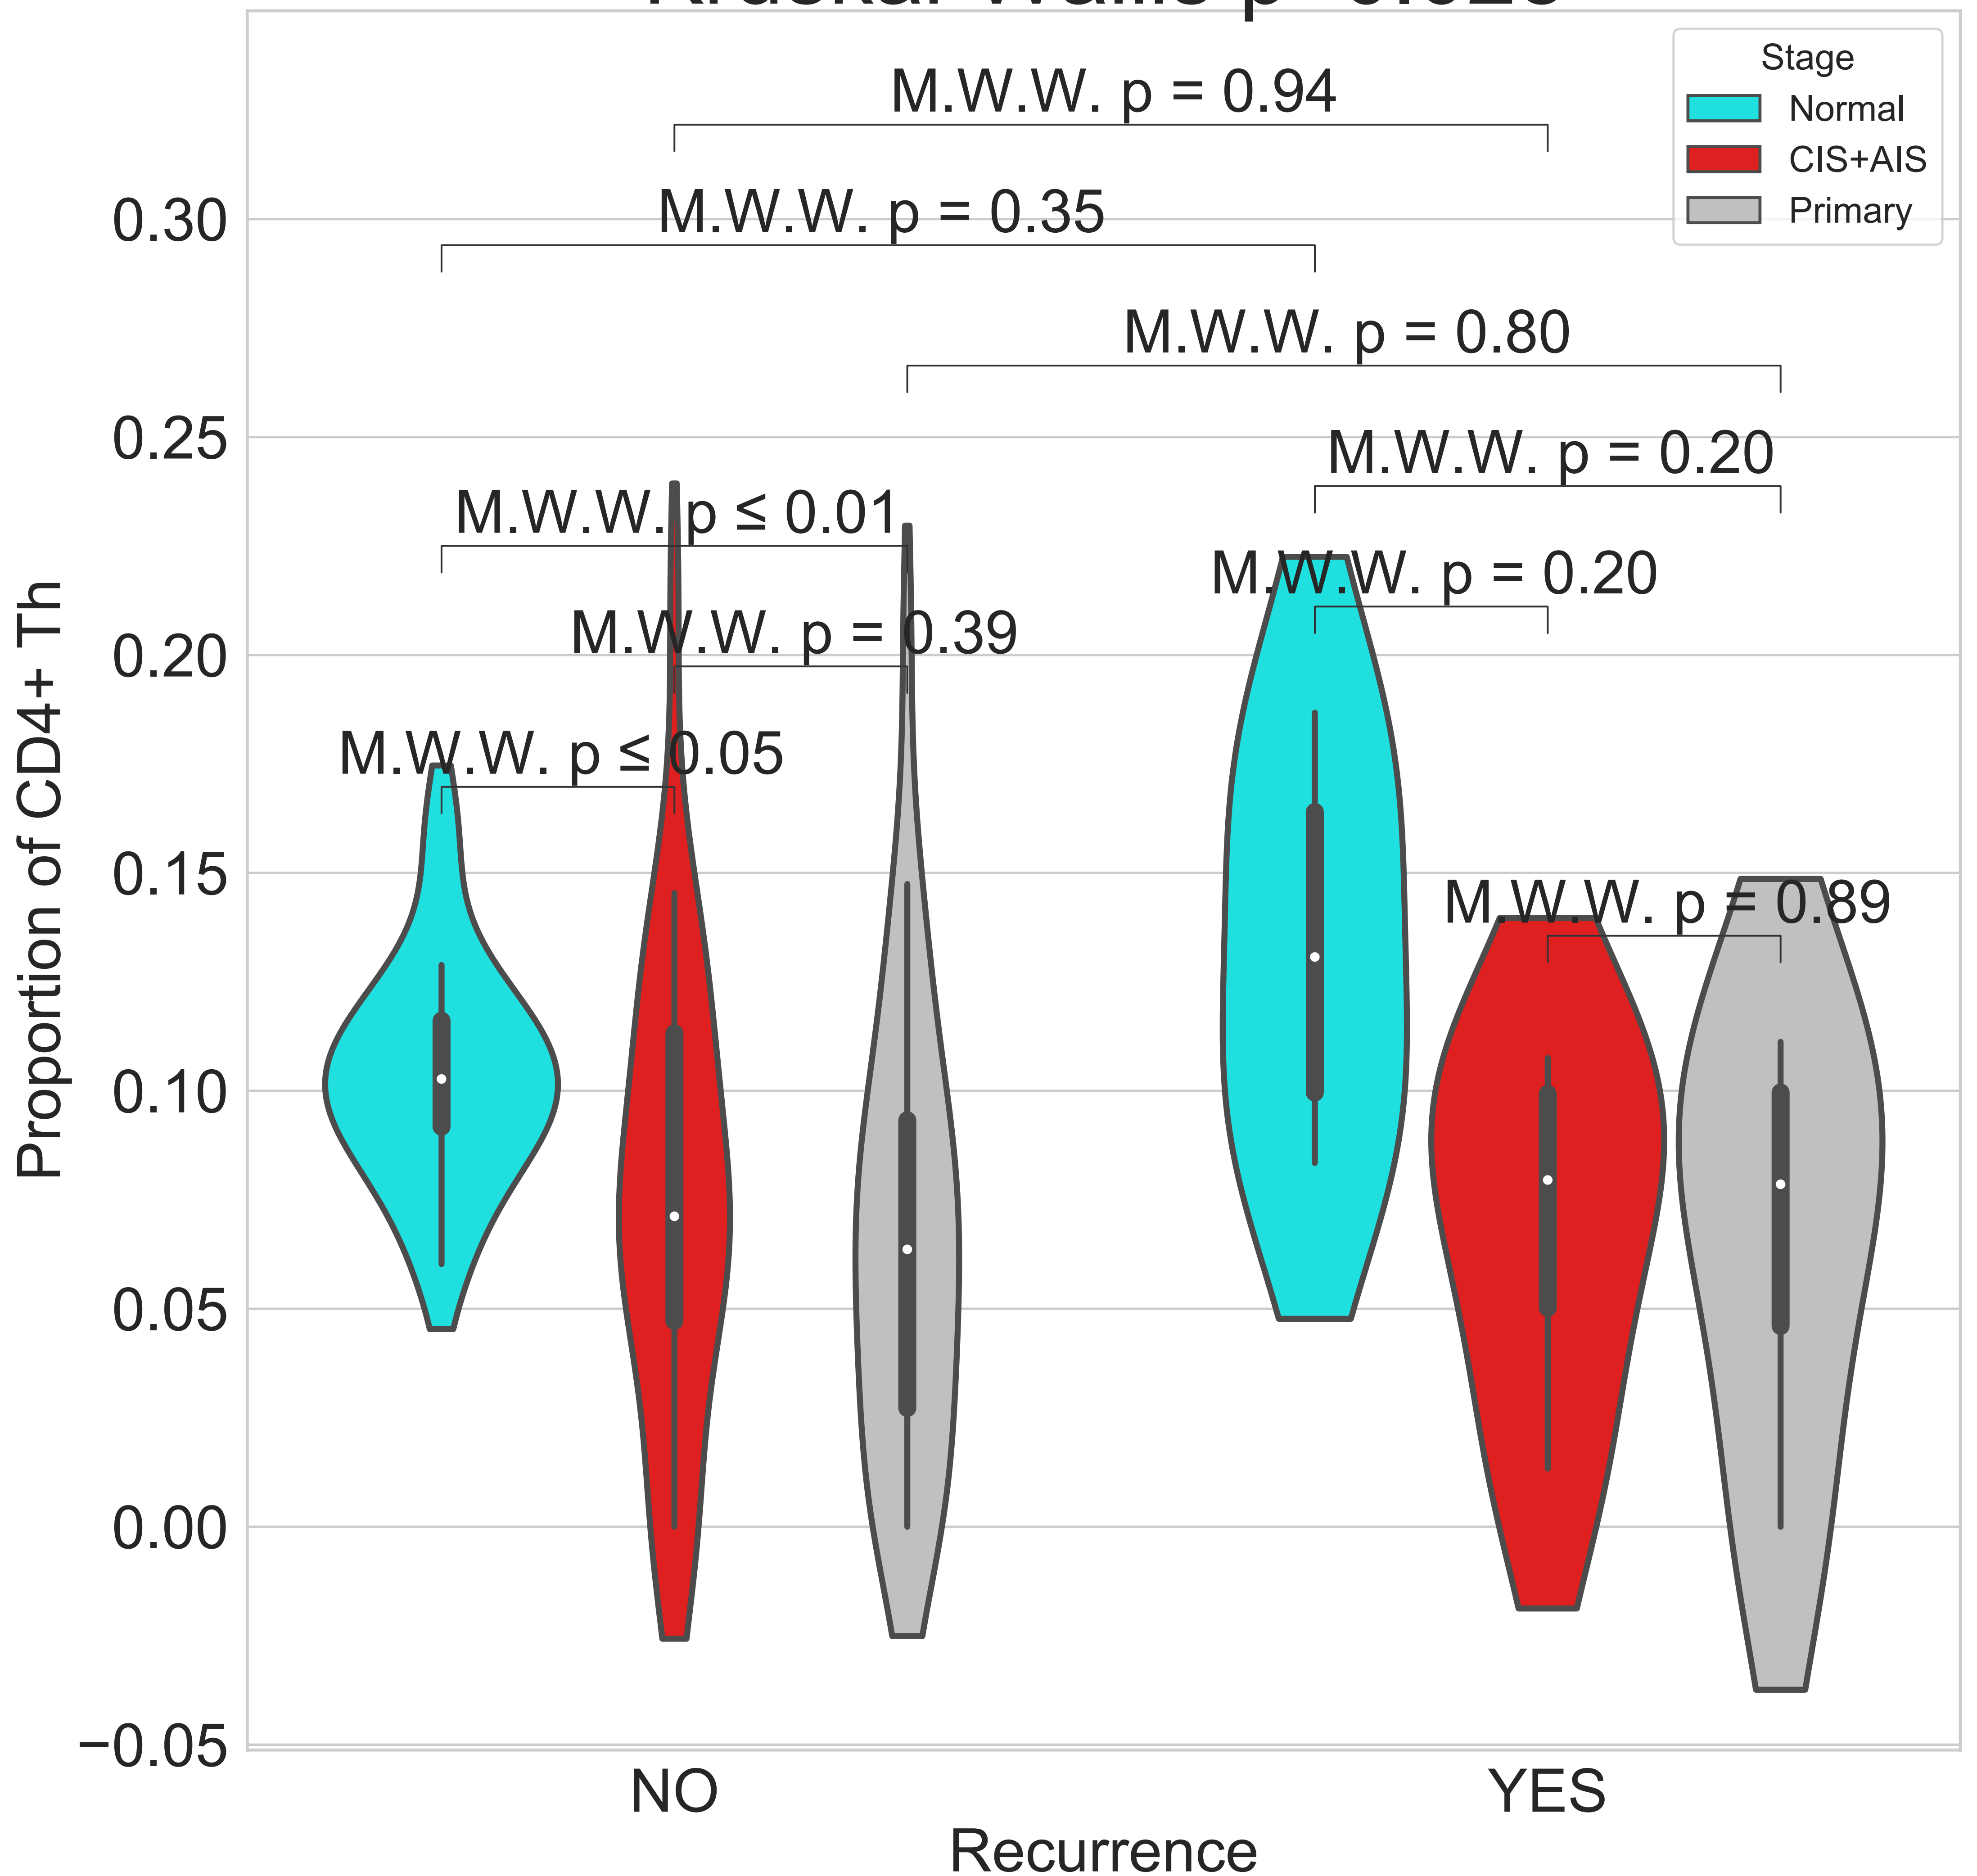 Stage
Normal
CIS+AIS
Primary
M.W.W. p = 0.94
M.W.W. p = 0.35
M.W.W. p = 0.80
M.W.W. p = 0.20
M.W.W. p ≤ 0.01
M.W.W. p = 0.20
M.W.W. p = 0.39
M.W.W. p ≤ 0.05
M.W.W. p = 0.89
Proportion of CD4+ Th
0.30
0.25
0.20
0.15
0.10
0.05
0.00
−0.05
NO YES
Recurrence